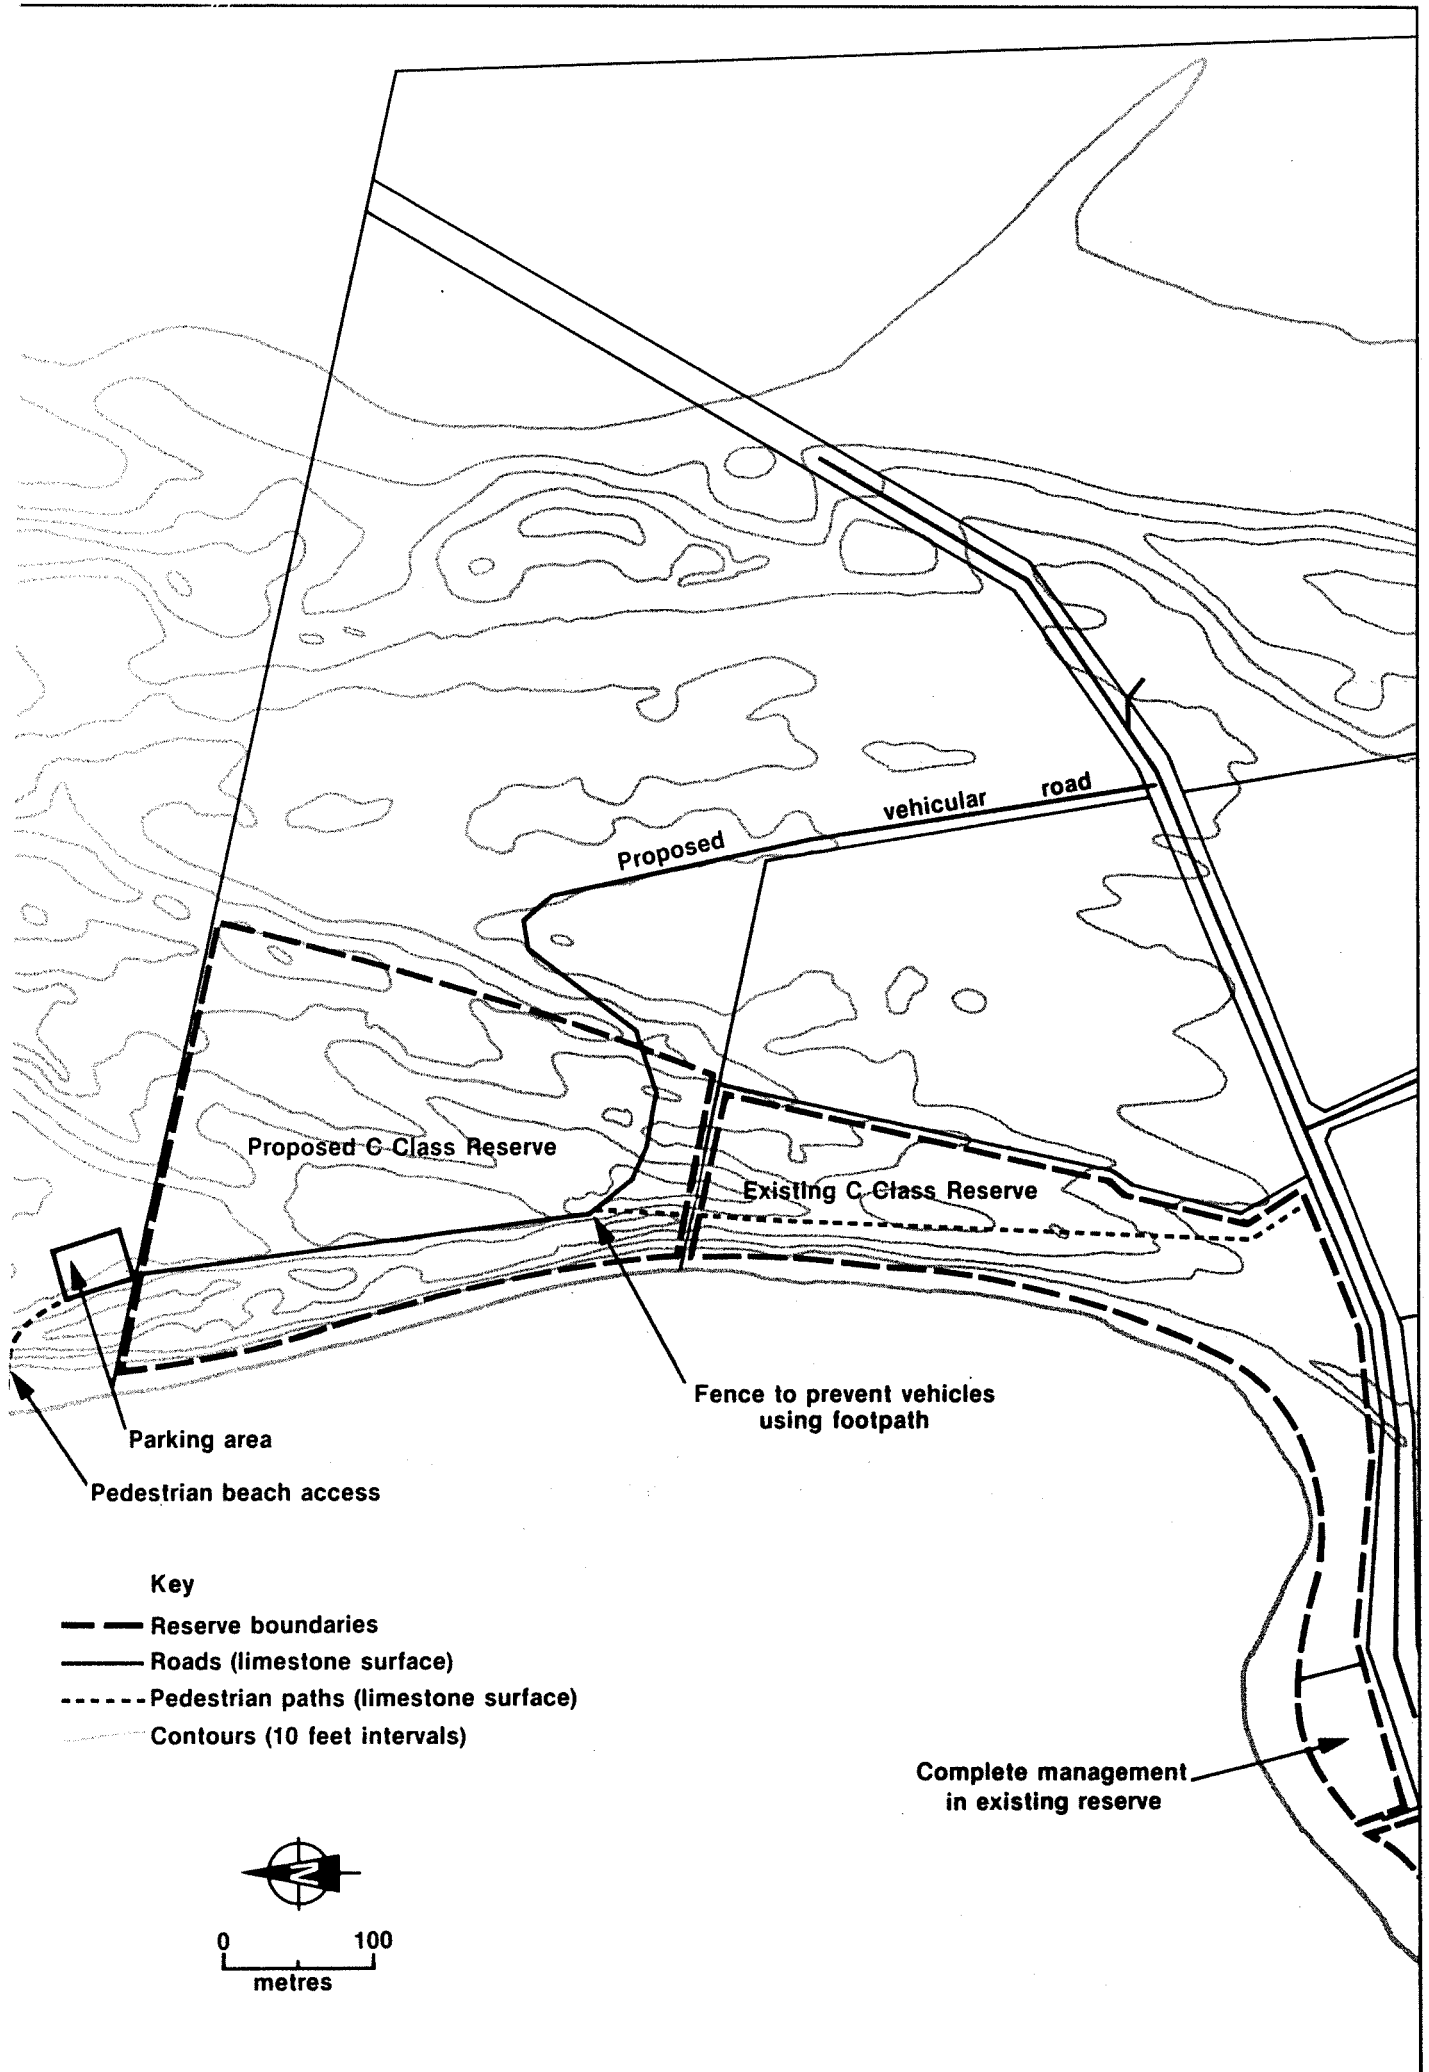 Proposed vehicular road
Proposed C Class Reserve
Existing C Class Reserve
Fence to prevent vehicles
using footpath
Parking area
Pedestrian beach access
Key
Reserve boundaries
Roads (limestone surface)
Pedestrian paths (limestone surface)
Contours (10 feet intervals)
Complete management
in existing reserve
N
0 100
metres